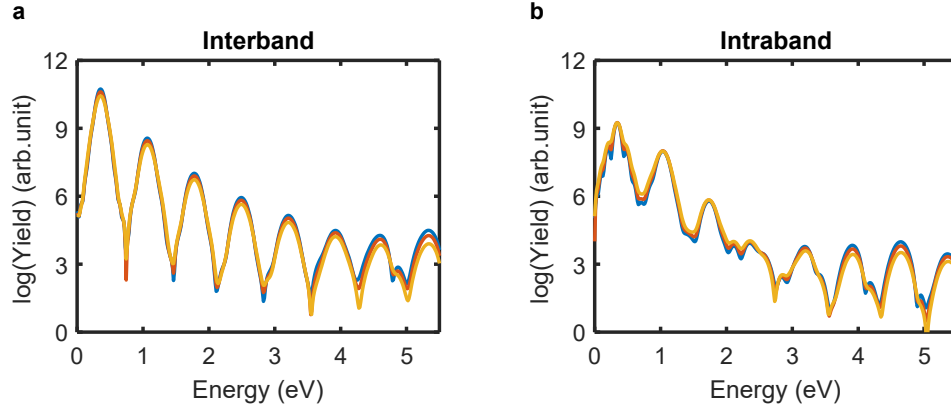 a
Interband
log(Yield) (arb.unit)
12
9
6
3
0
0 1 2 3 4 5
Energy (eV)
b
Intraband
log(Yield) (arb.unit)
12
9
6
3
0
0 1 2 3 4 5
Energy (eV)